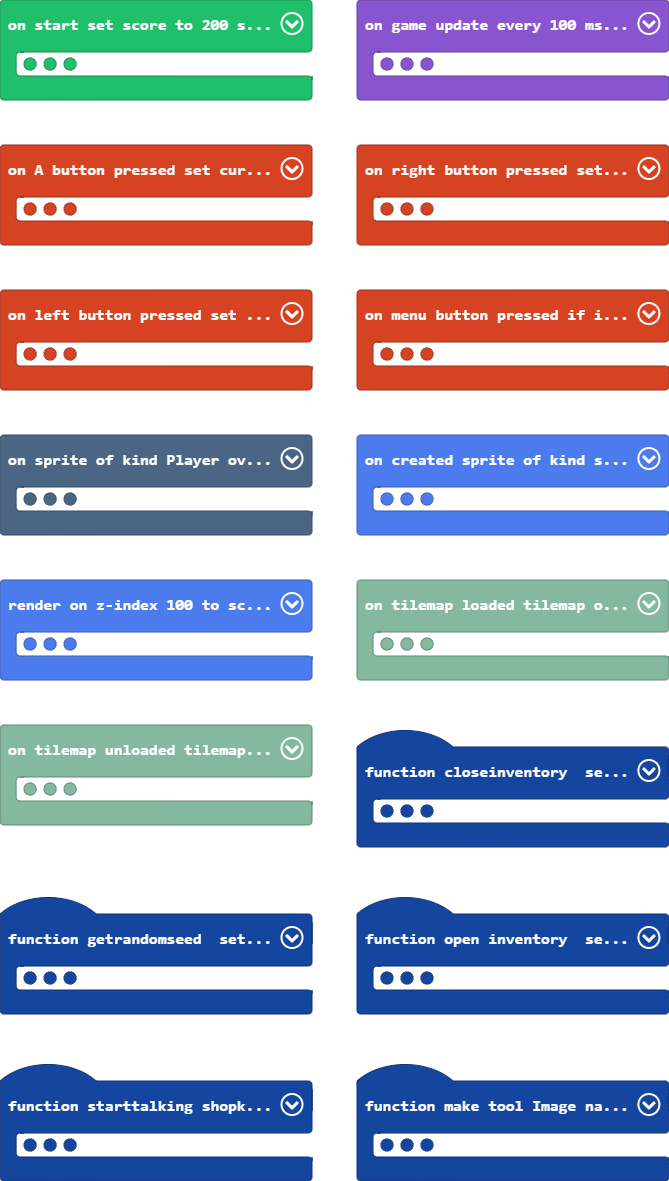 on start set score to 200 s...
on game update every 100 ms...
on A button pressed set cur...
on right button pressed set...
on left button pressed set ...
on menu button pressed if i...
on sprite of kind Player ov...
on created sprite of kind s...
render on z-index 100 to sc...
on tilemap loaded tilemap o...
on tilemap unloaded tilemap...
function closeinventory  se...
function getrandomseed  set...
function open inventory  se...
function starttalking shopk...
function make tool Image na...